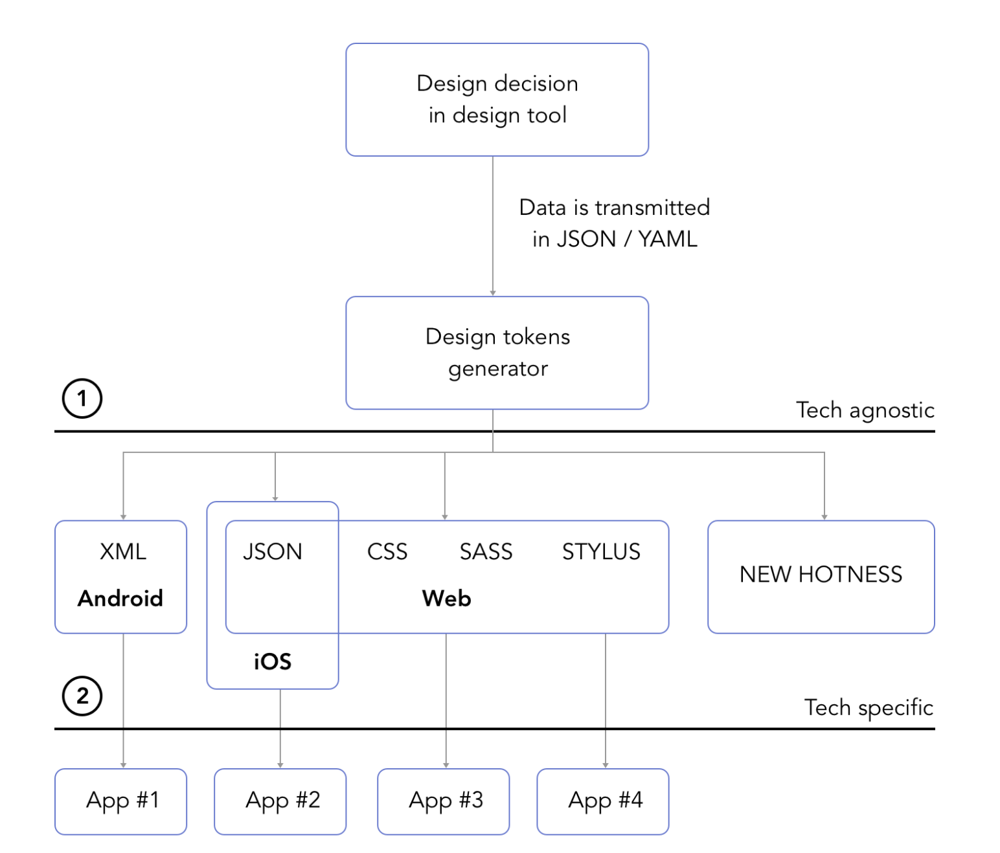 Design decision
in design tool
Data is transmitted
in JSON / YAML
Design tokens
generator
1
Tech agnostic
XML
Android
JSON
iOS
CSS SASS STYLUS
Web
NEW HOTNESS
2
Tech specific
App #1
App #2
App #3
App #4